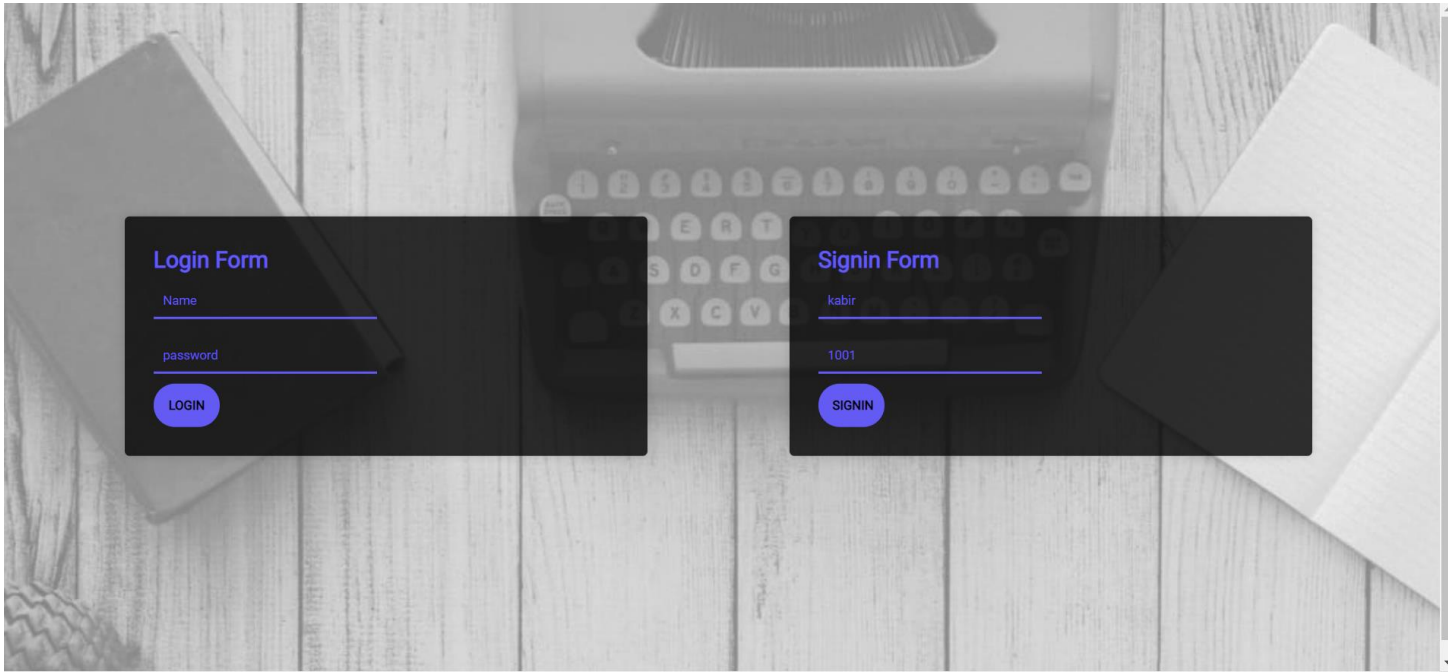 Login Form
Name
password
LOGIN
Signin Form
kabir
1001
SIGNIN
E R T
S D F G
Z X C V